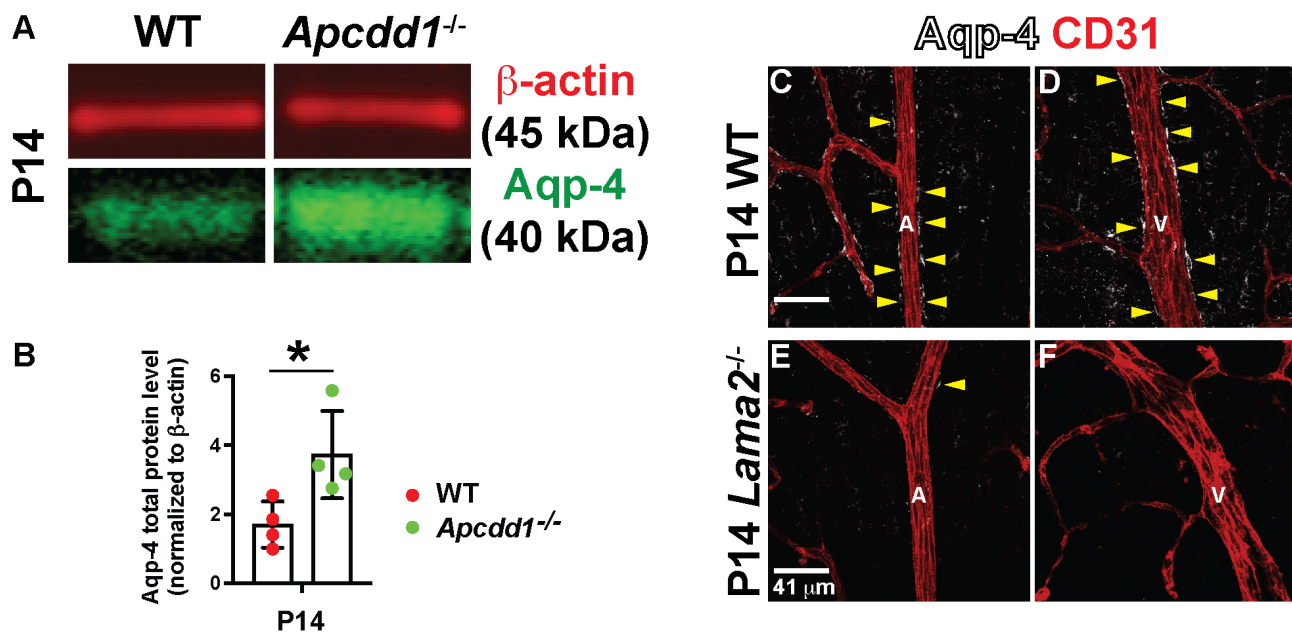 A
WT
Apcdd1-/-
P14
β-actin
(45 kDa)
Aqp-4
(40 kDa)
B
Aqp-4 total protein level
(normalized to β-actin)
6
4
2
0
*
P14
WT
Apcdd1-/-
Aqp-4 CD31
P14 WT
C
A
D
V
P14 Lama2-/-
E
A
41 µm
F
V